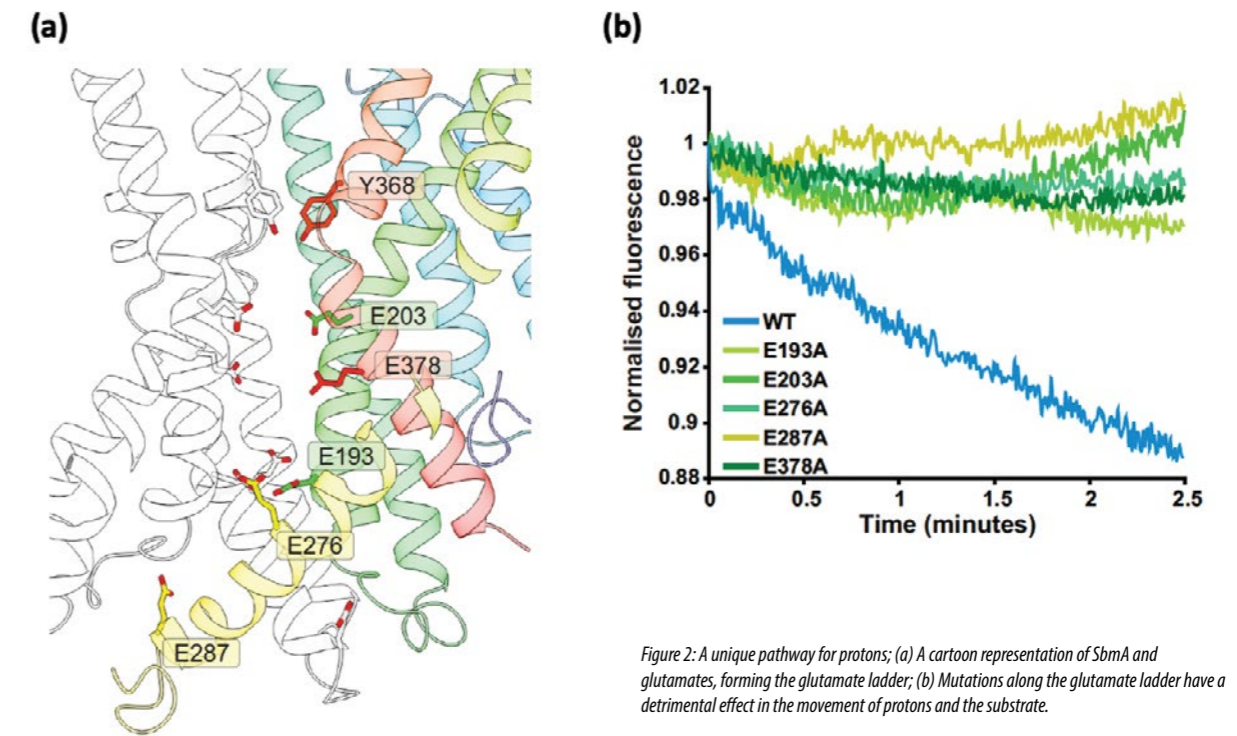 (a)
Y368
E203
E378
E193
E276
E287
(b)
Normalised fluorescence
1.02
1
0.98
0.96
0.94
0.92
0.9
0.88
WT
E193A
E203A
E276A
E287A
E378A
0 0.5 1 1.5 2 2.5
Time (minutes)
Figure 2: A unique pathway for protons; (a) A cartoon representation of SbmA and
glutamates, forming the glutamate ladder; (b) Mutations along the glutamate ladder have a
detrimental effect in the movement of protons and the substrate.